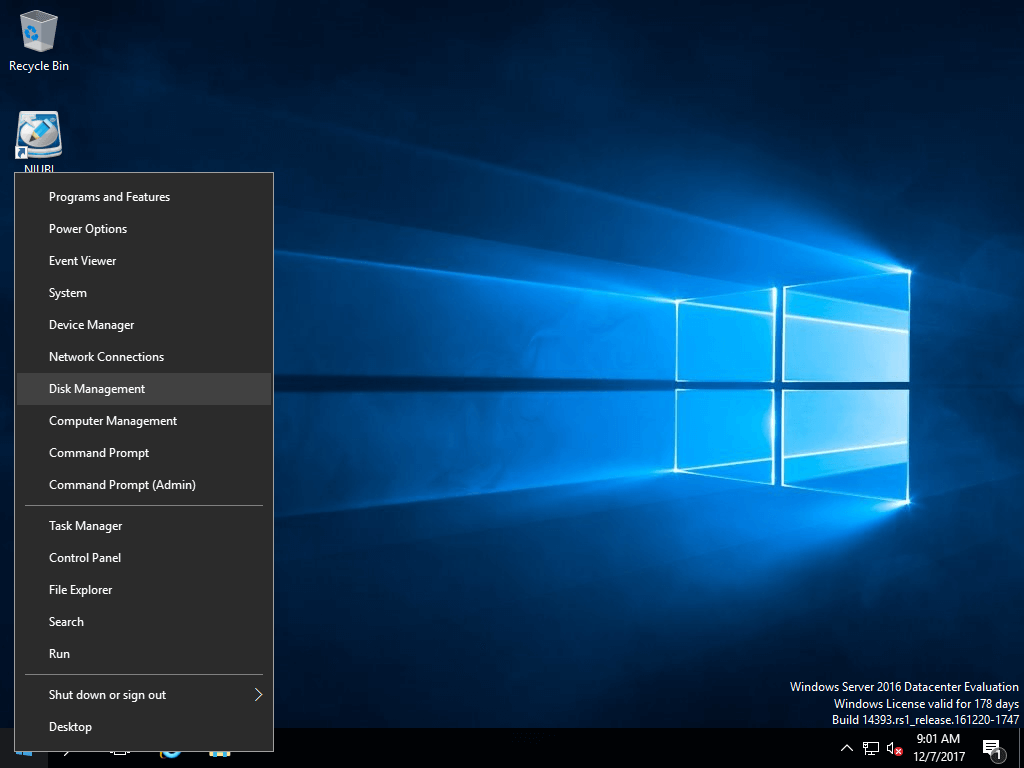 Recycle Bin
NIUBI
Programs and Features
Power Options
Event Viewer
System
Device Manager
Network Connections
Disk Management
Computer Management
Command Prompt
Command Prompt (Admin)
Task Manager
Control Panel
File Explorer
Search
Run
Shut down or sign out
Desktop
Windows Server 2016 Datacenter Evaluation
Windows License valid for 178 days
Build 14393.rs1_release.161220-1747
9:01 AM
12/7/2017
1